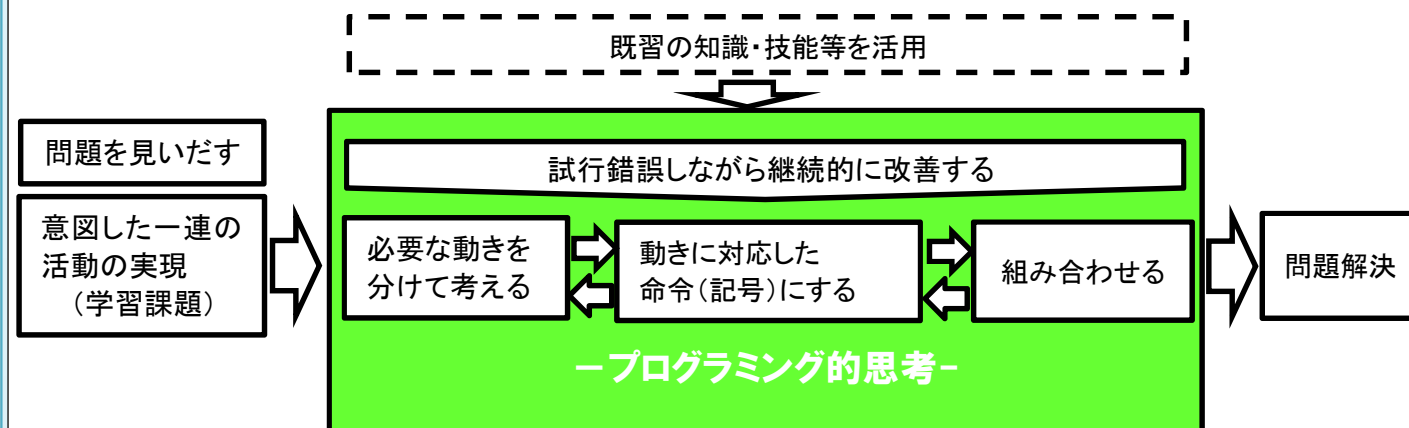 既習の知識・技能等を活用
問題を見いだす
意図した一連の
活動の実現
(学習課題)
試行錯誤しながら継続的に改善する
必要な動きを
分けて考える
動きに対応した
命令(記号)にする
組み合わせる
－プログラミング的思考－
問題解決